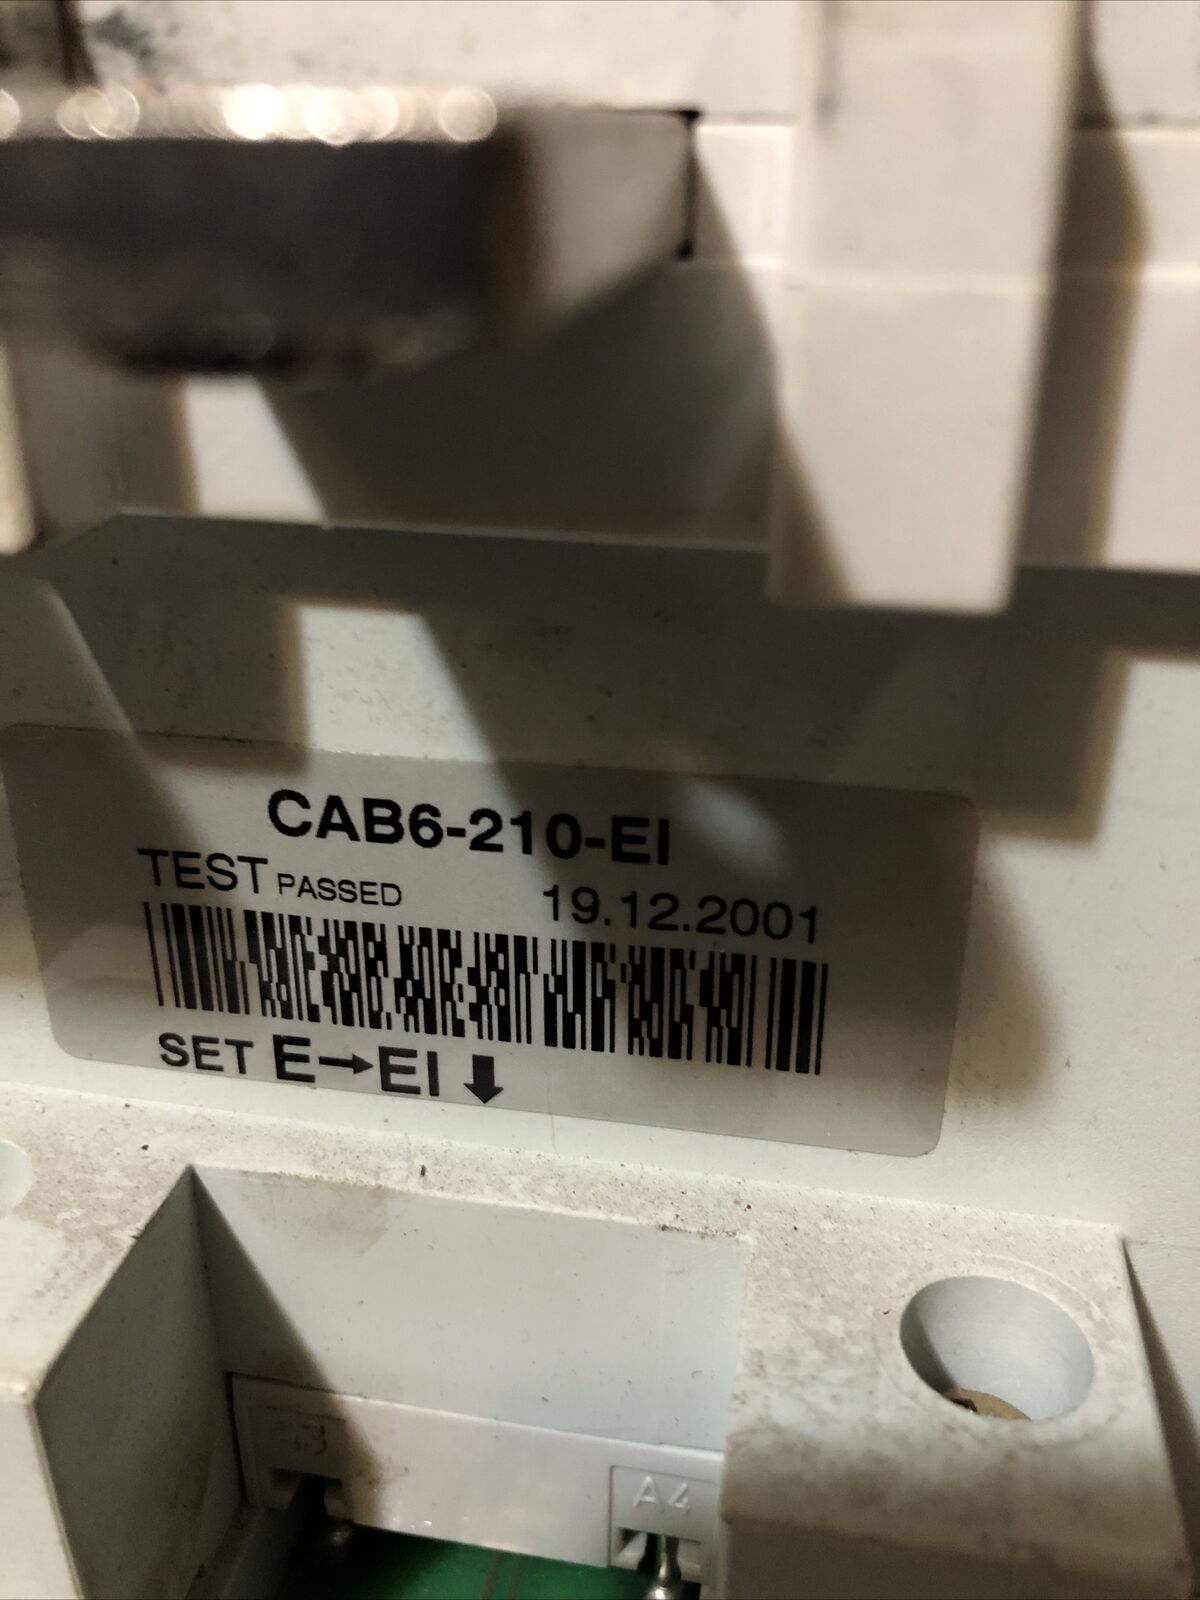 CAB6-210-EI
TEST PASSED 19.12.2001
SET E→EI ↓
A4